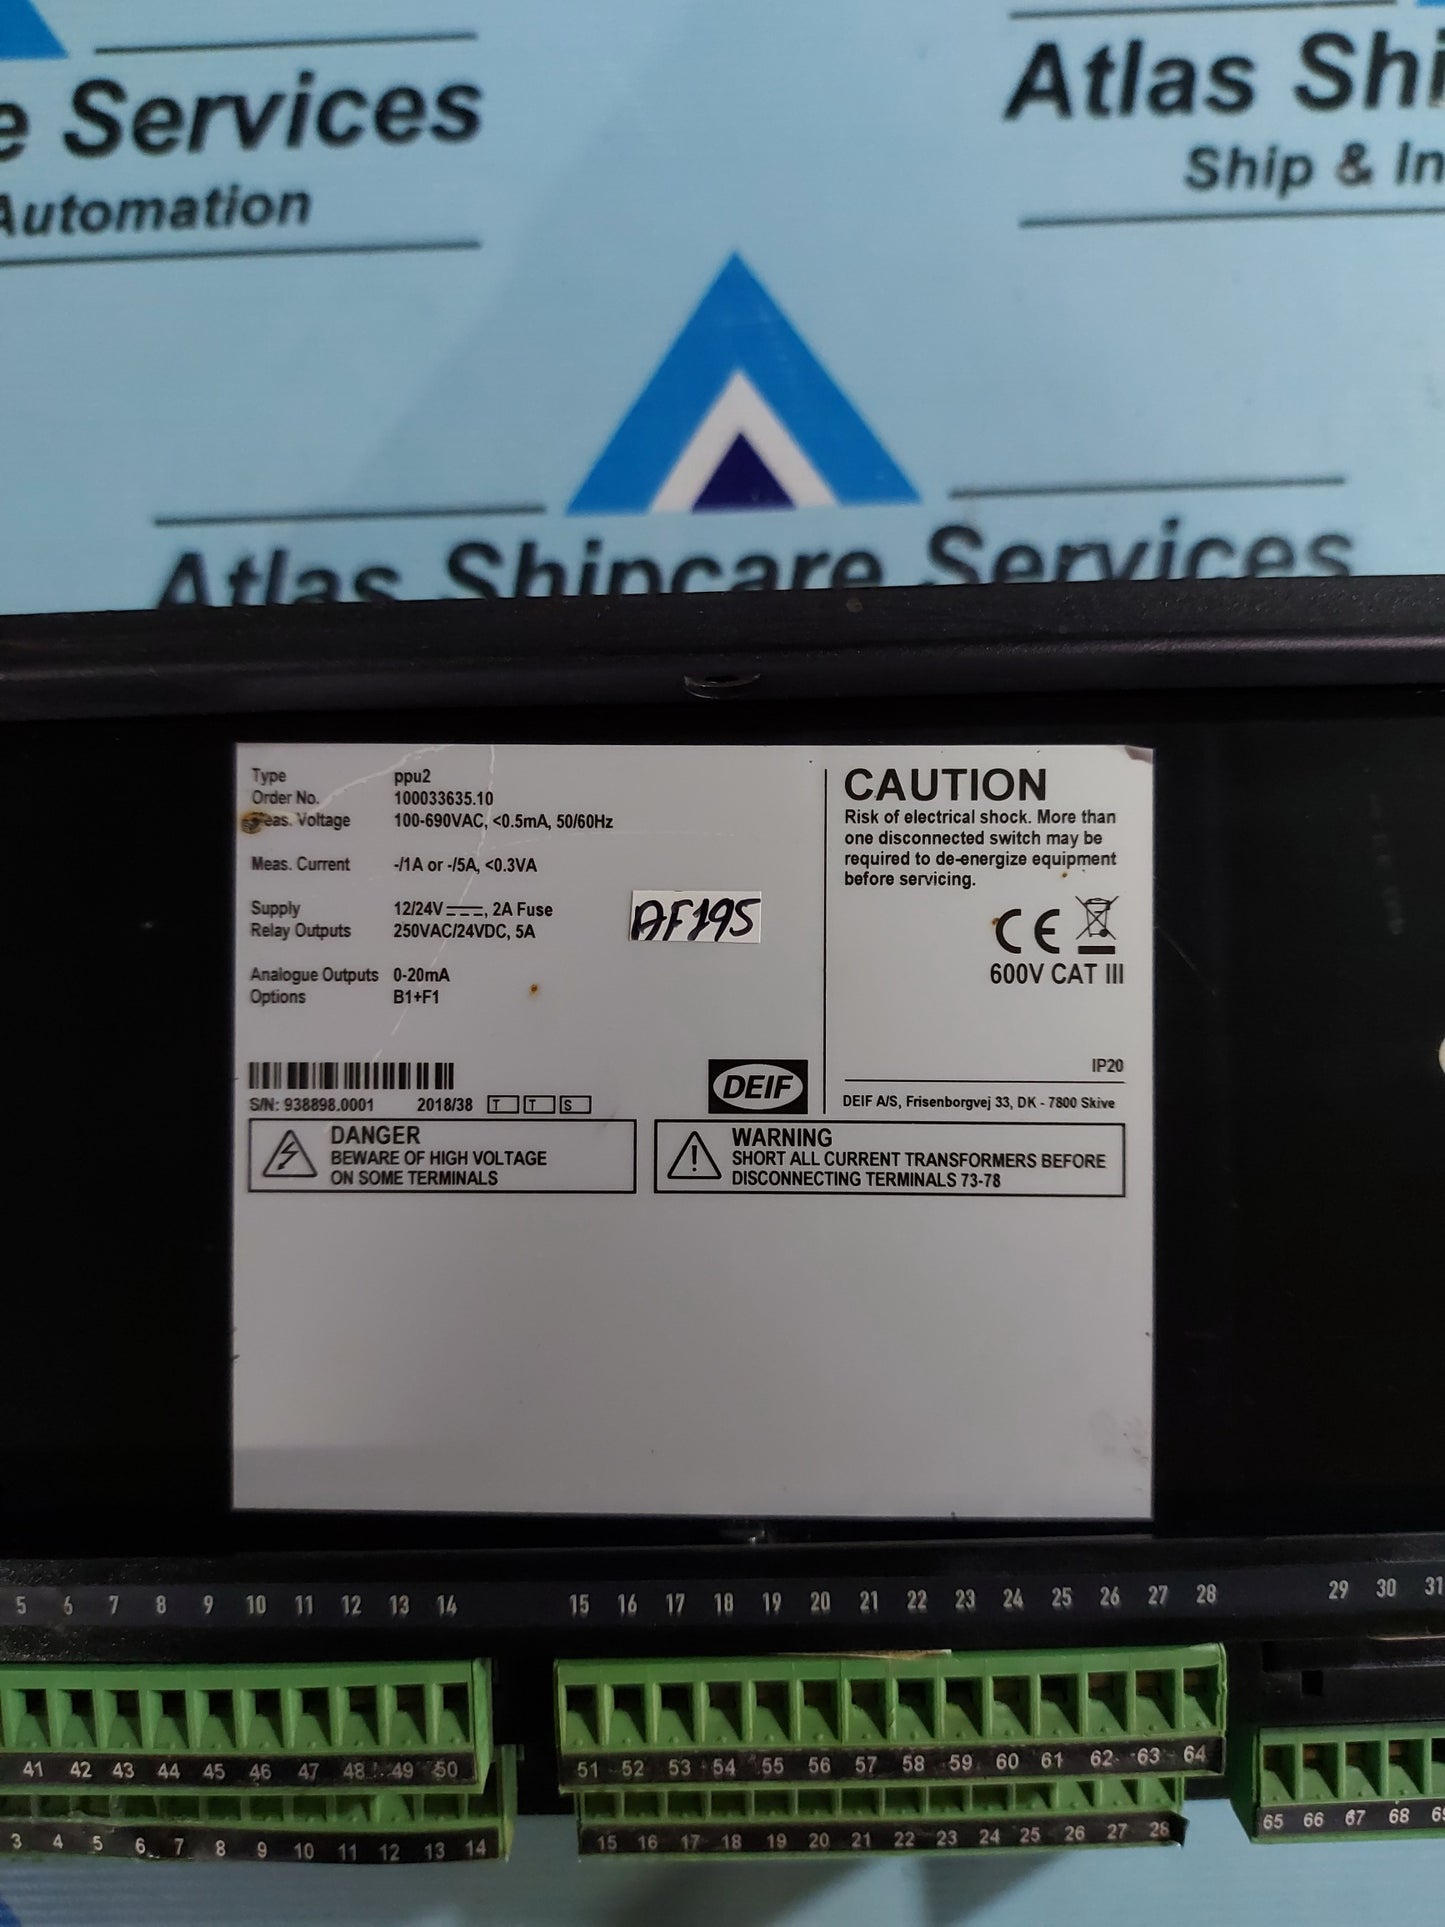 e Services
Automation
Atlas Shi
Ship & In
Atlas Shipcare Services
Type ppu2
Order No. 100033635.10
eas. Voltage 100-690VAC, <0.5mA, 50/60Hz
Meas. Current -/1A or -/5A, <0.3VA
Supply 12/24V, 2A Fuse
Relay Outputs 250VAC/24VDC, 5A
Analogue Outputs 0-20mA
Options B1+F1
AF195
S/N: 938898.0001 2018/38 T T S
DEIF
CAUTION
Risk of electrical shock. More than
one disconnected switch may be
required to de-energize equipment
before servicing.
CE
600V CAT III
IP20
DEIF A/S, Frisenborgvej 33, DK - 7800 Skive
DANGER
BEWARE OF HIGH VOLTAGE
ON SOME TERMINALS
WARNING
SHORT ALL CURRENT TRANSFORMERS BEFORE
DISCONNECTING TERMINALS 73-78
5 6 7 8 9 10 11 12 13 14 15 16 17 18 19 20 21 22 23 24 25 26 27 28 29 30 31
41 42 43 44 45 46 47 48 49 50 51 52 53 54 55 56 57 58 59 60 61 62 63 64
65 66 67 68 69
3 4 5 6 7 8 9 10 11 12 13 14 15 16 17 18 19 20 21 22 23 24 25 26 27 28